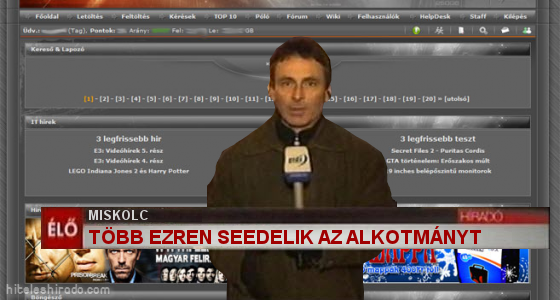 Főoldal Letöltés Feltöltés Kérések TOP 10 Póló Fórum Wiki Felhasználók HelpDesk Staff Kilépés
(Tag), Pontok: Arány: Fel: Le: GB
Kereső & Lapozó
[1] - [2] - [3] - [4] - [5] - [6] - [7] - [8] - [9] - [10] - [11] - [16] - [17] - [18] - [19] - [20] » [utolsó]
IT hírek
3 legfrissebb hír
3 legfrissebb teszt
E3: Videóhírek 5. rész
Secret Files 2 - Puritas Cordis
E3: Videóhírek 4. rész
GTA történelem: Erőszakos múlt
LEGO Indiana Jones 2 és Harry Pactum
inches belépőszintű monitorok
ÉLŐ
MISKOLC
HÍRADÓ
TÖBB EZREN SEEDELIK AZ ALKOTMÁNYT
PRISON BREAK
MAGYAR FELIR
hiteleshirado.com
Böngésző